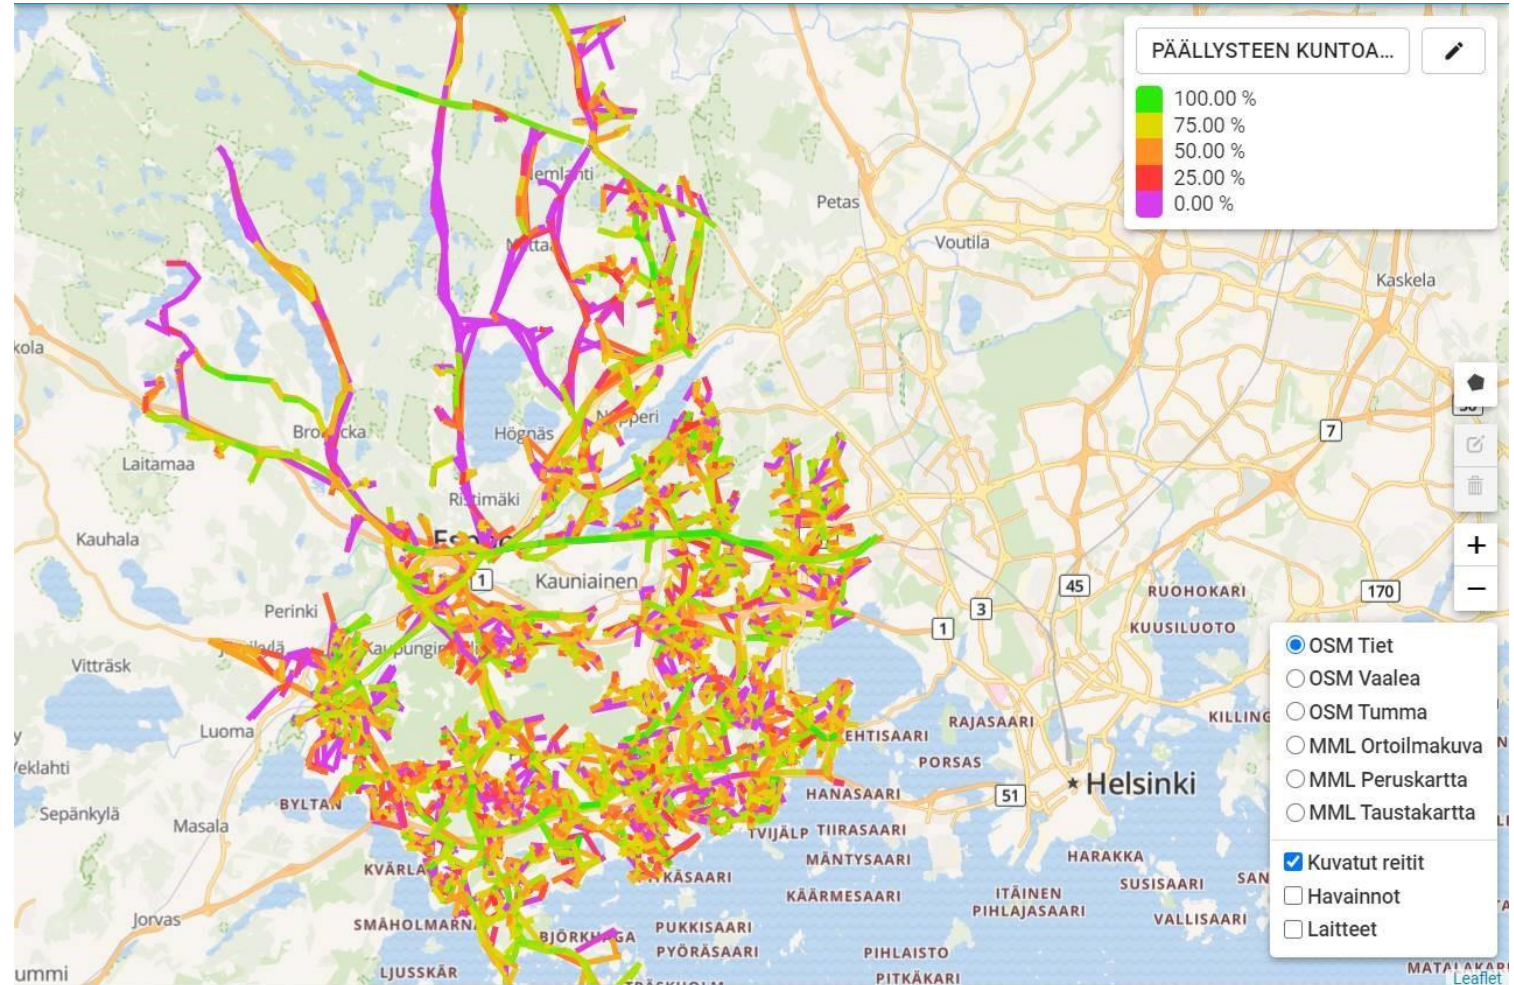 PÄÄLLYSTEEN KUNTOA...
100.00 %
75.00 %
50.00 %
25.00 %
0.00 %
Petas
Voutila
Kaskela
Laitamaa
Högnäs
7
Kauhala
1
Kauniainen
45
170
RUOHOKARI
3
Perinki
1
KUUSILUOTO
Vitträsk
OSM Tiet
OSM Vaalea
OSM Tumma
MML Ortoilmakuva
MML Peruskartta
MML Taustakartta
Kuvatut reitit
Havainnot
Laitteet
Luoma
RAJASAARI
PORSAS
Helsinki
HANASAARI
51
BYLTAN
Sepänkylä
Masala
TIIRASAARI
MÄNTYSAARI
HARAKKA
SUSISAARI
KÄÄRMESAARI
ITÄINEN
PIHLAJASAARI
VALLISAARI
Jorvas
PUKKISAARI
PYÖRÄSAARI
PIHLAISTO
PITKÄKARI
LJUSSKÄR
Leaflet